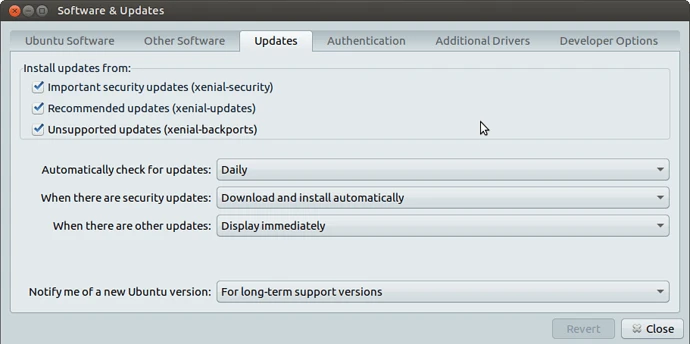 Software & Updates
Ubuntu Software Other Software Updates Authentication Additional Drivers Developer Options
Install updates from:
Important security updates (xenial-security)
Recommended updates (xenial-updates)
Unsupported updates (xenial-backports)
Automatically check for updates: Daily
When there are security updates: Download and install automatically
When there are other updates: Display immediately
Notify me of a new Ubuntu version: For long-term support versions
Revert Close